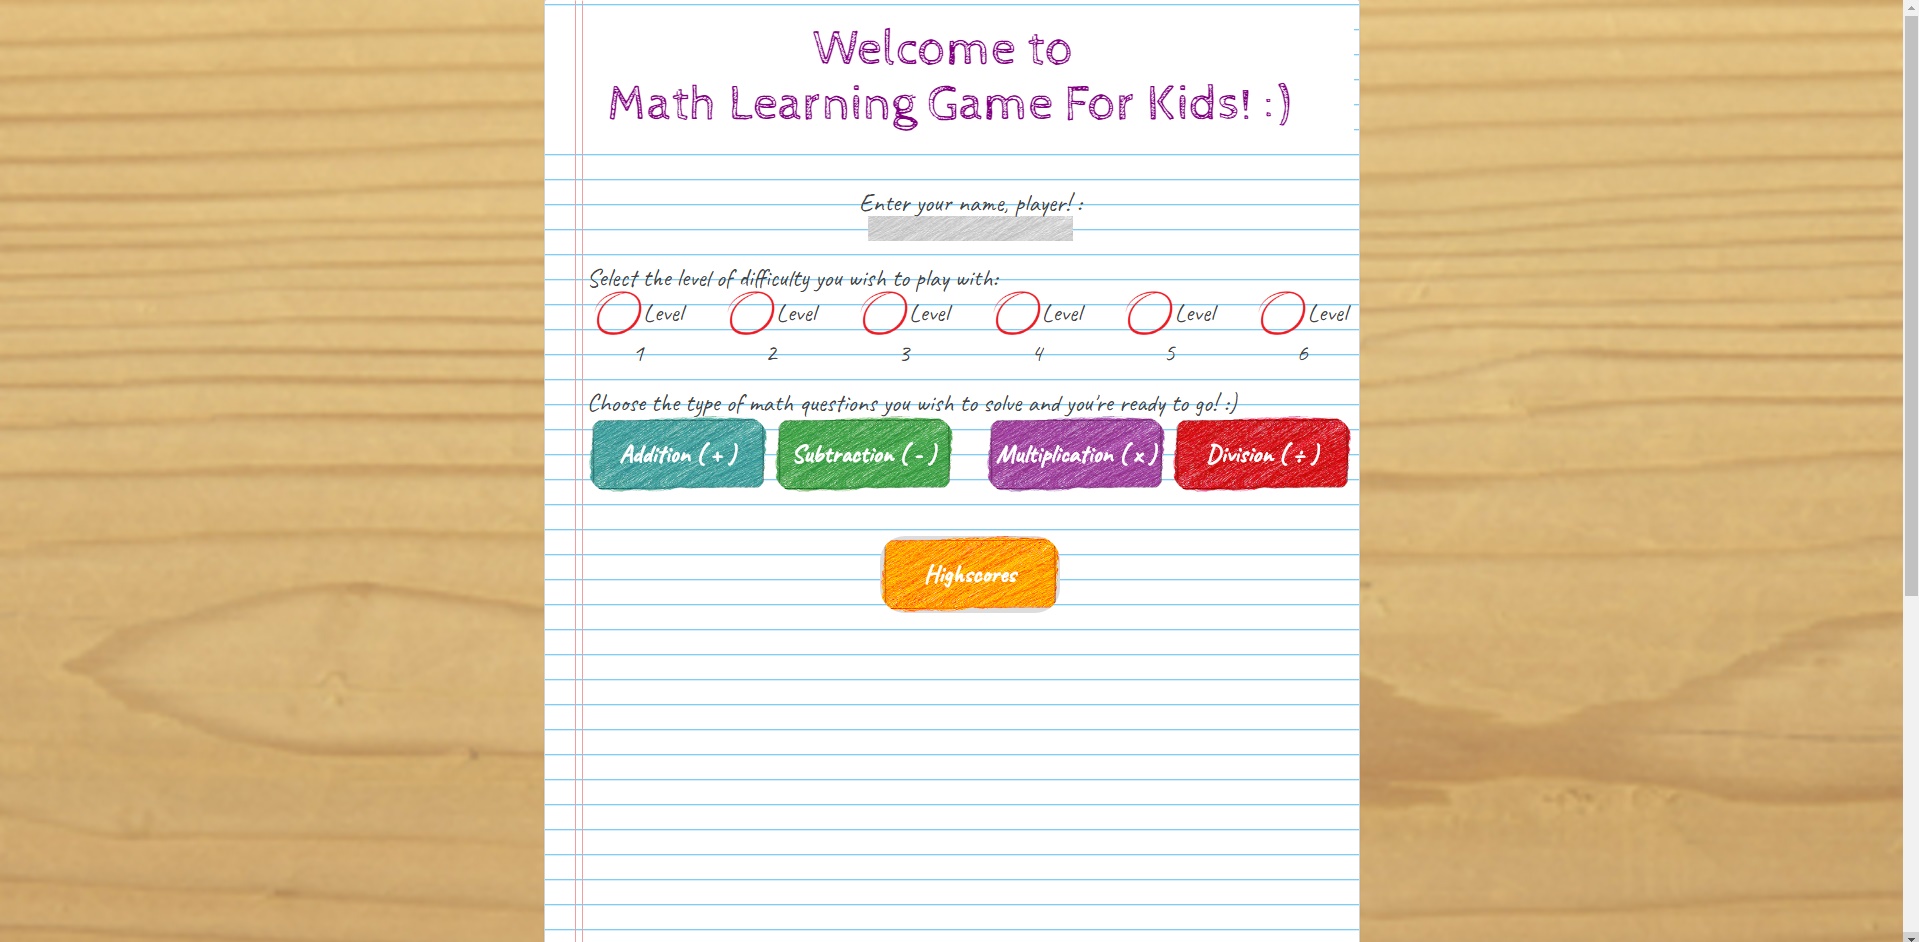 Welcome to
Math Learning Game For Kids! :)
Enter your name, player! :
Select the level of difficulty you wish to play with:
Level Level Level Level Level Level
1 2 3 4 5 6
Choose the type of math questions you wish to solve and you're ready to go! :)
Addition ( + ) Subtraction ( - ) Multiplication ( x ) Division ( ÷ )
Highscores